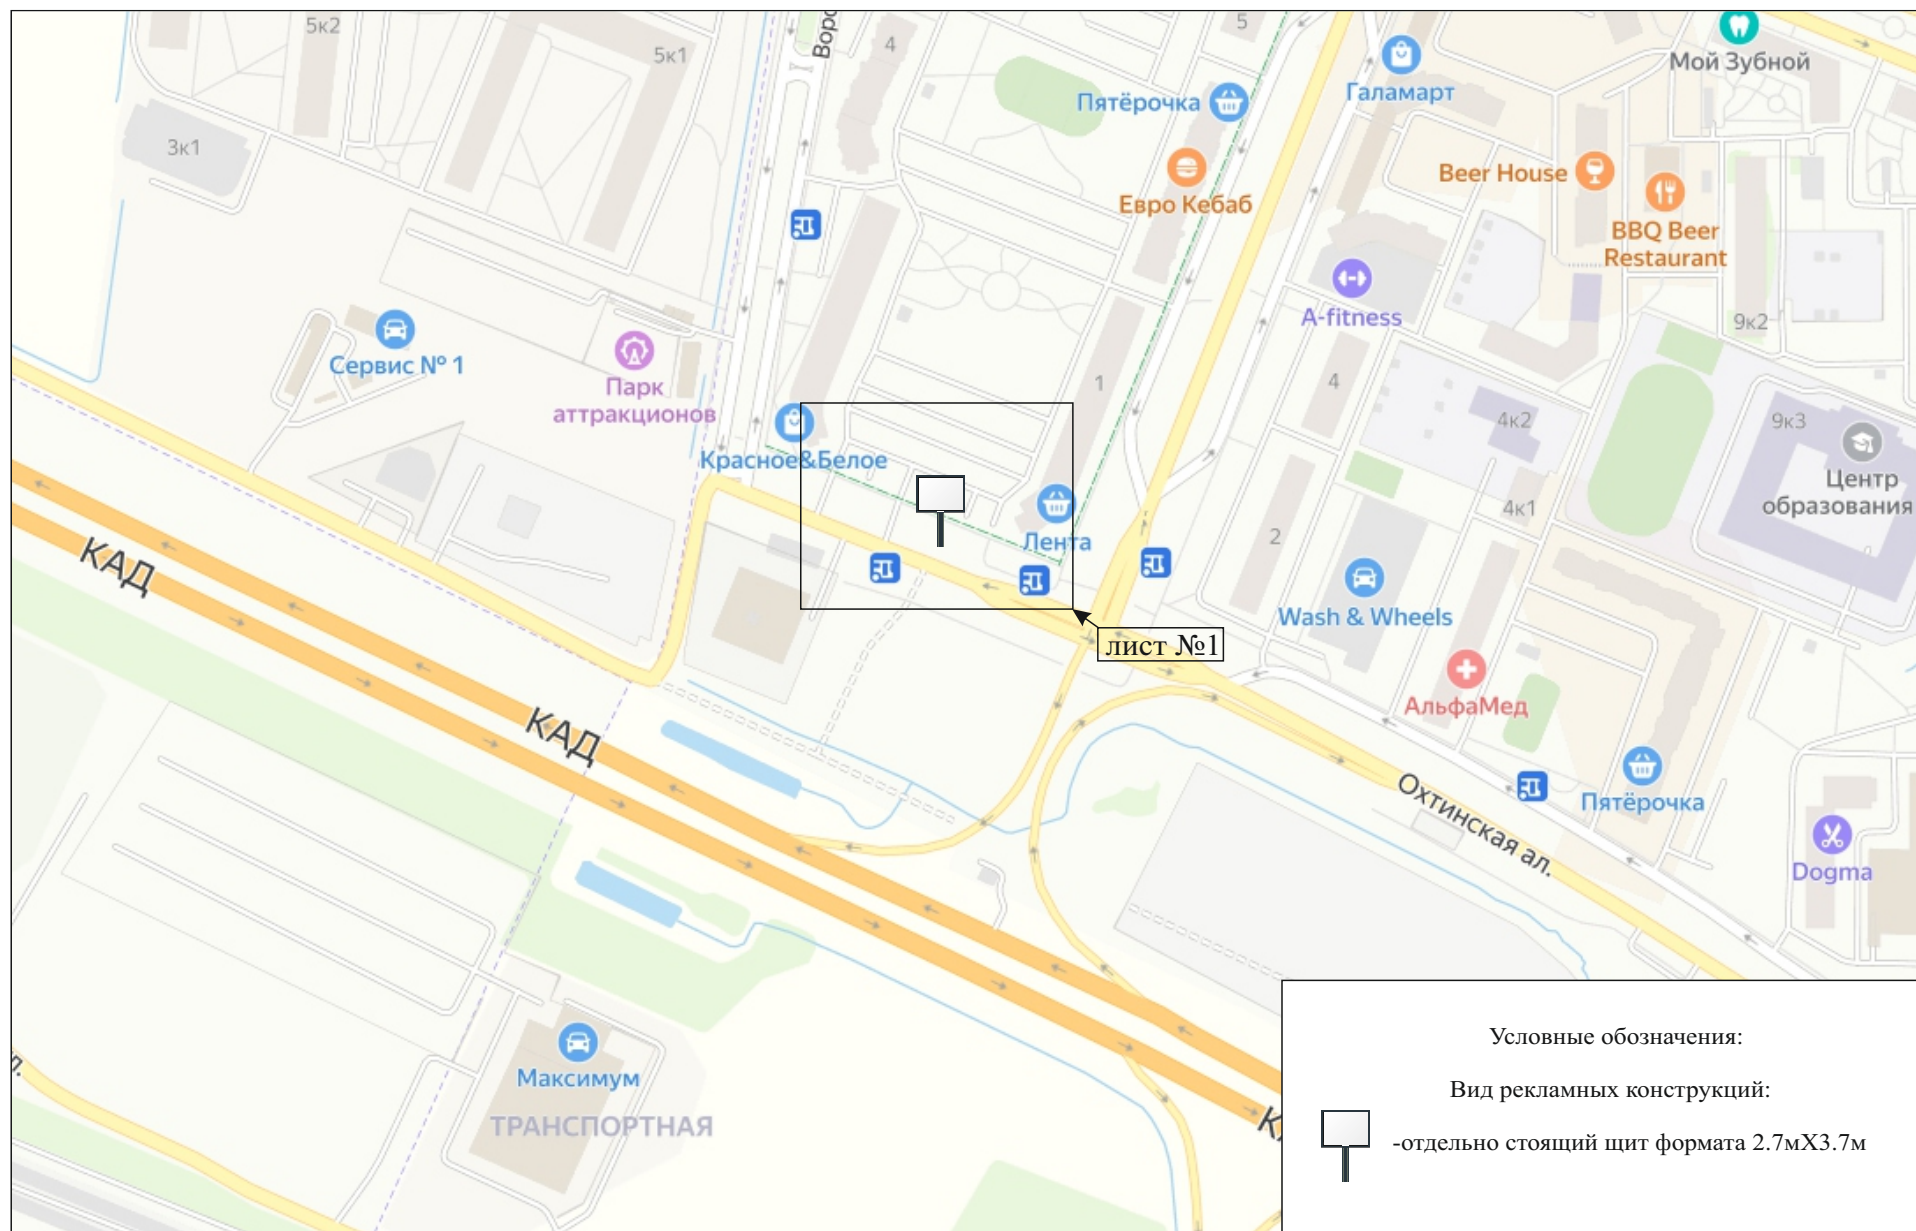 5к2
5к1
Воро
4
5
Пятёрочка
Галамарт
Мой Зубной
3к1
Евро Кебаб
Beer House
BBQ Beer
Restaurant
A-fitness
9к2
Сервис № 1
Парк
аттракционов
1
4
4к2
9к3
Красное&Белое
Центр
образования
4к1
2
Лента
КАД
Wash & Wheels
лист №1
АльфаМед
КАД
Охтинская ал.
Пятёрочка
Dogma
Максимум
ТРАНСПОРТНАЯ
л.
КА
Условные обозначения:
Вид рекламных конструкций:
-отдельно стоящий щит формата 2.7мХ3.7м